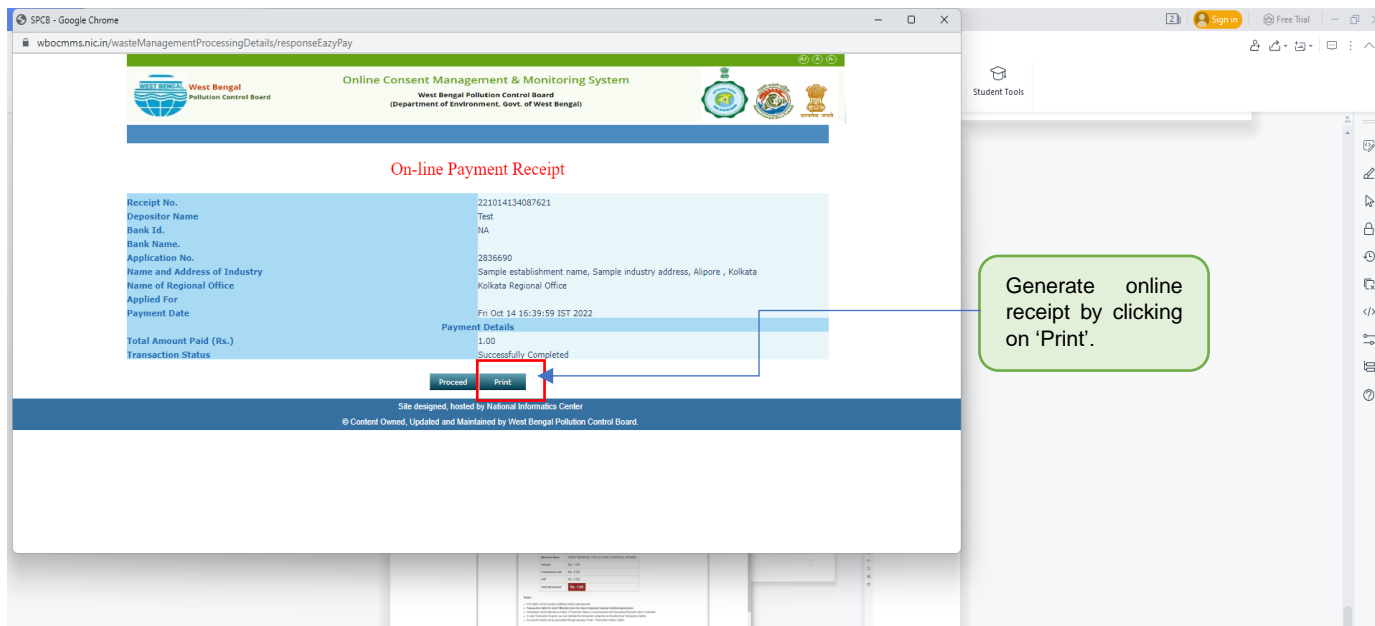 SPCB - Google Chrome
wbocmms.nic.in/wasteManagementProcessingDetails/responseEazyPay
2
Sign in
Free Trial
Student Tools
A+ A A-
WEST BENGAL
West Bengal
Pollution Control Board
Online Consent Management & Monitoring System
West Bengal Pollution Control Board
(Department of Environment, Govt. of West Bengal)
On-line Payment Receipt
Receipt No. 221014134087621
Depositor Name Test
Bank Id. NA
Bank Name.
Application No. 2836690
Name and Address of Industry Sample establishment name, Sample industry address, Alipore , Kolkata
Name of Regional Office Kolkata Regional Office
Applied For
Payment Date Fri Oct 14 16:39:59 IST 2022
Payment Details
Total Amount Paid (Rs.) 1.00
Transaction Status Successfully Completed
Proceed Print
Site designed, hosted by National Informatics Center
© Content Owned, Updated and Maintained by West Bengal Pollution Control Board.
Generate online
receipt by clicking
on ‘Print’.